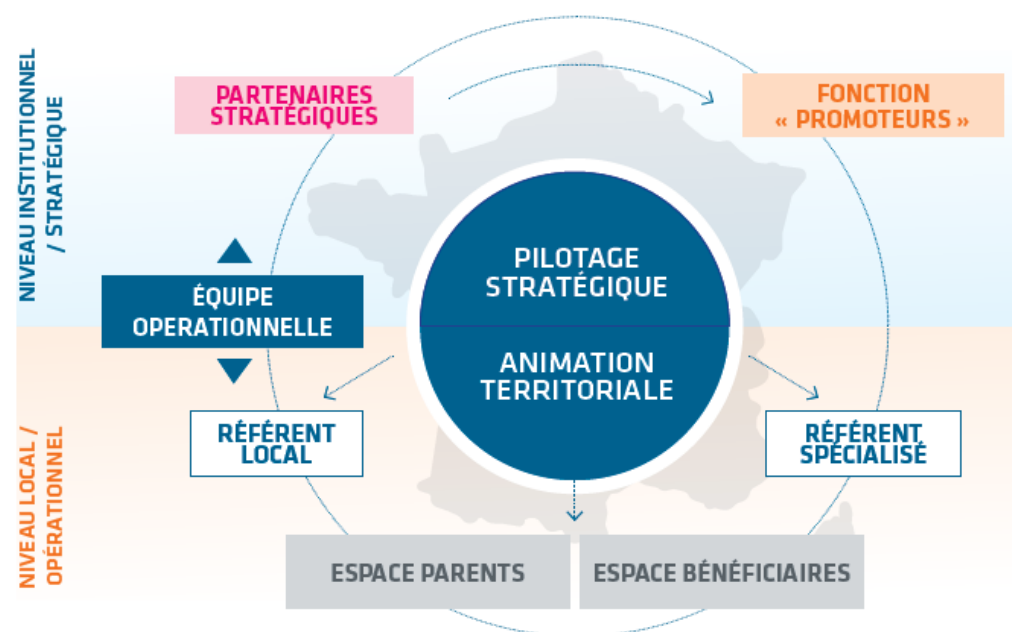 NIVEAU INSTITUTIONNEL
/ STRATÉGIQUE
PARTENAIRES
STRATÉGIQUES
FONCTION
« PROMOTEURS »
PILOTAGE
STRATÉGIQUE
ÉQUIPE
OPERATIONNELLE
ANIMATION
TERRITORIALE
NIVEAU LOCAL /
OPÉRATIONNEL
RÉFÉRENT
LOCAL
RÉFÉRENT
SPÉCIALISÉ
ESPACE PARENTS
ESPACE BÉNÉFICIAIRES